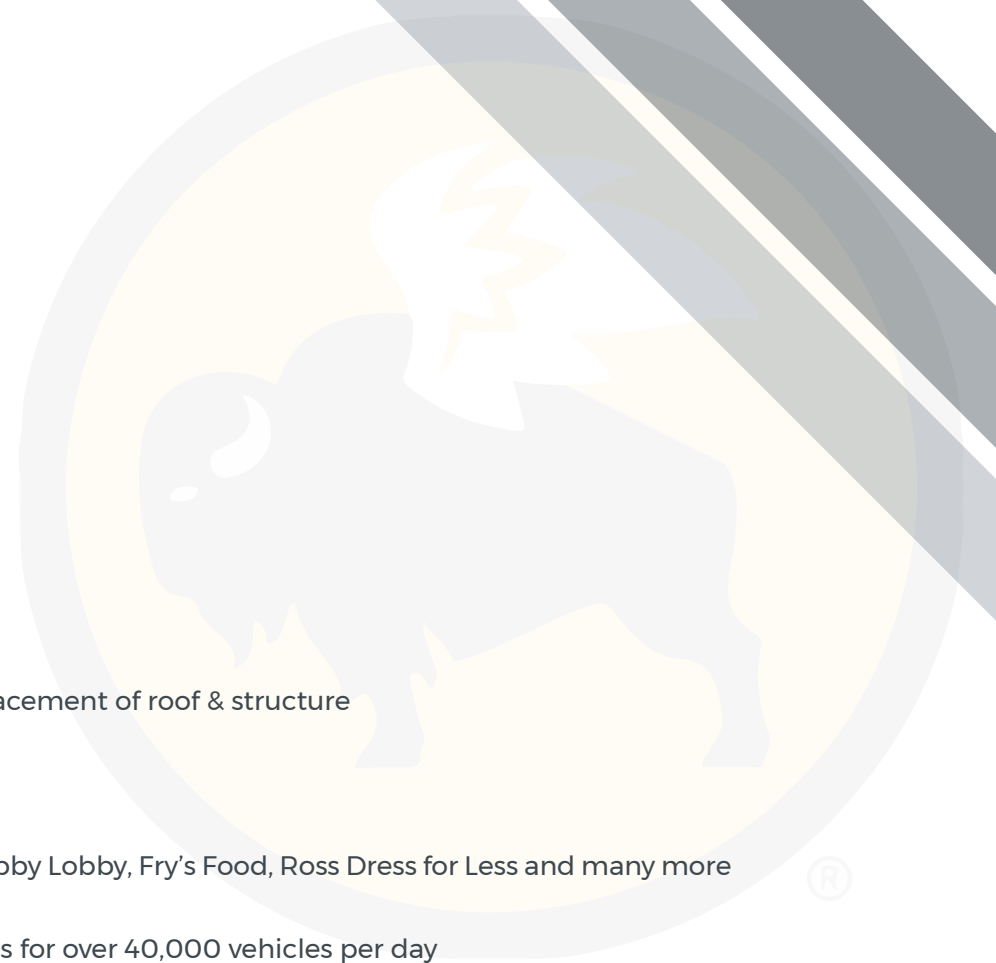 acement of roof & structure
bby Lobby, Fry's Food, Ross Dress for Less and many more
®
s for over 40,000 vehicles per day